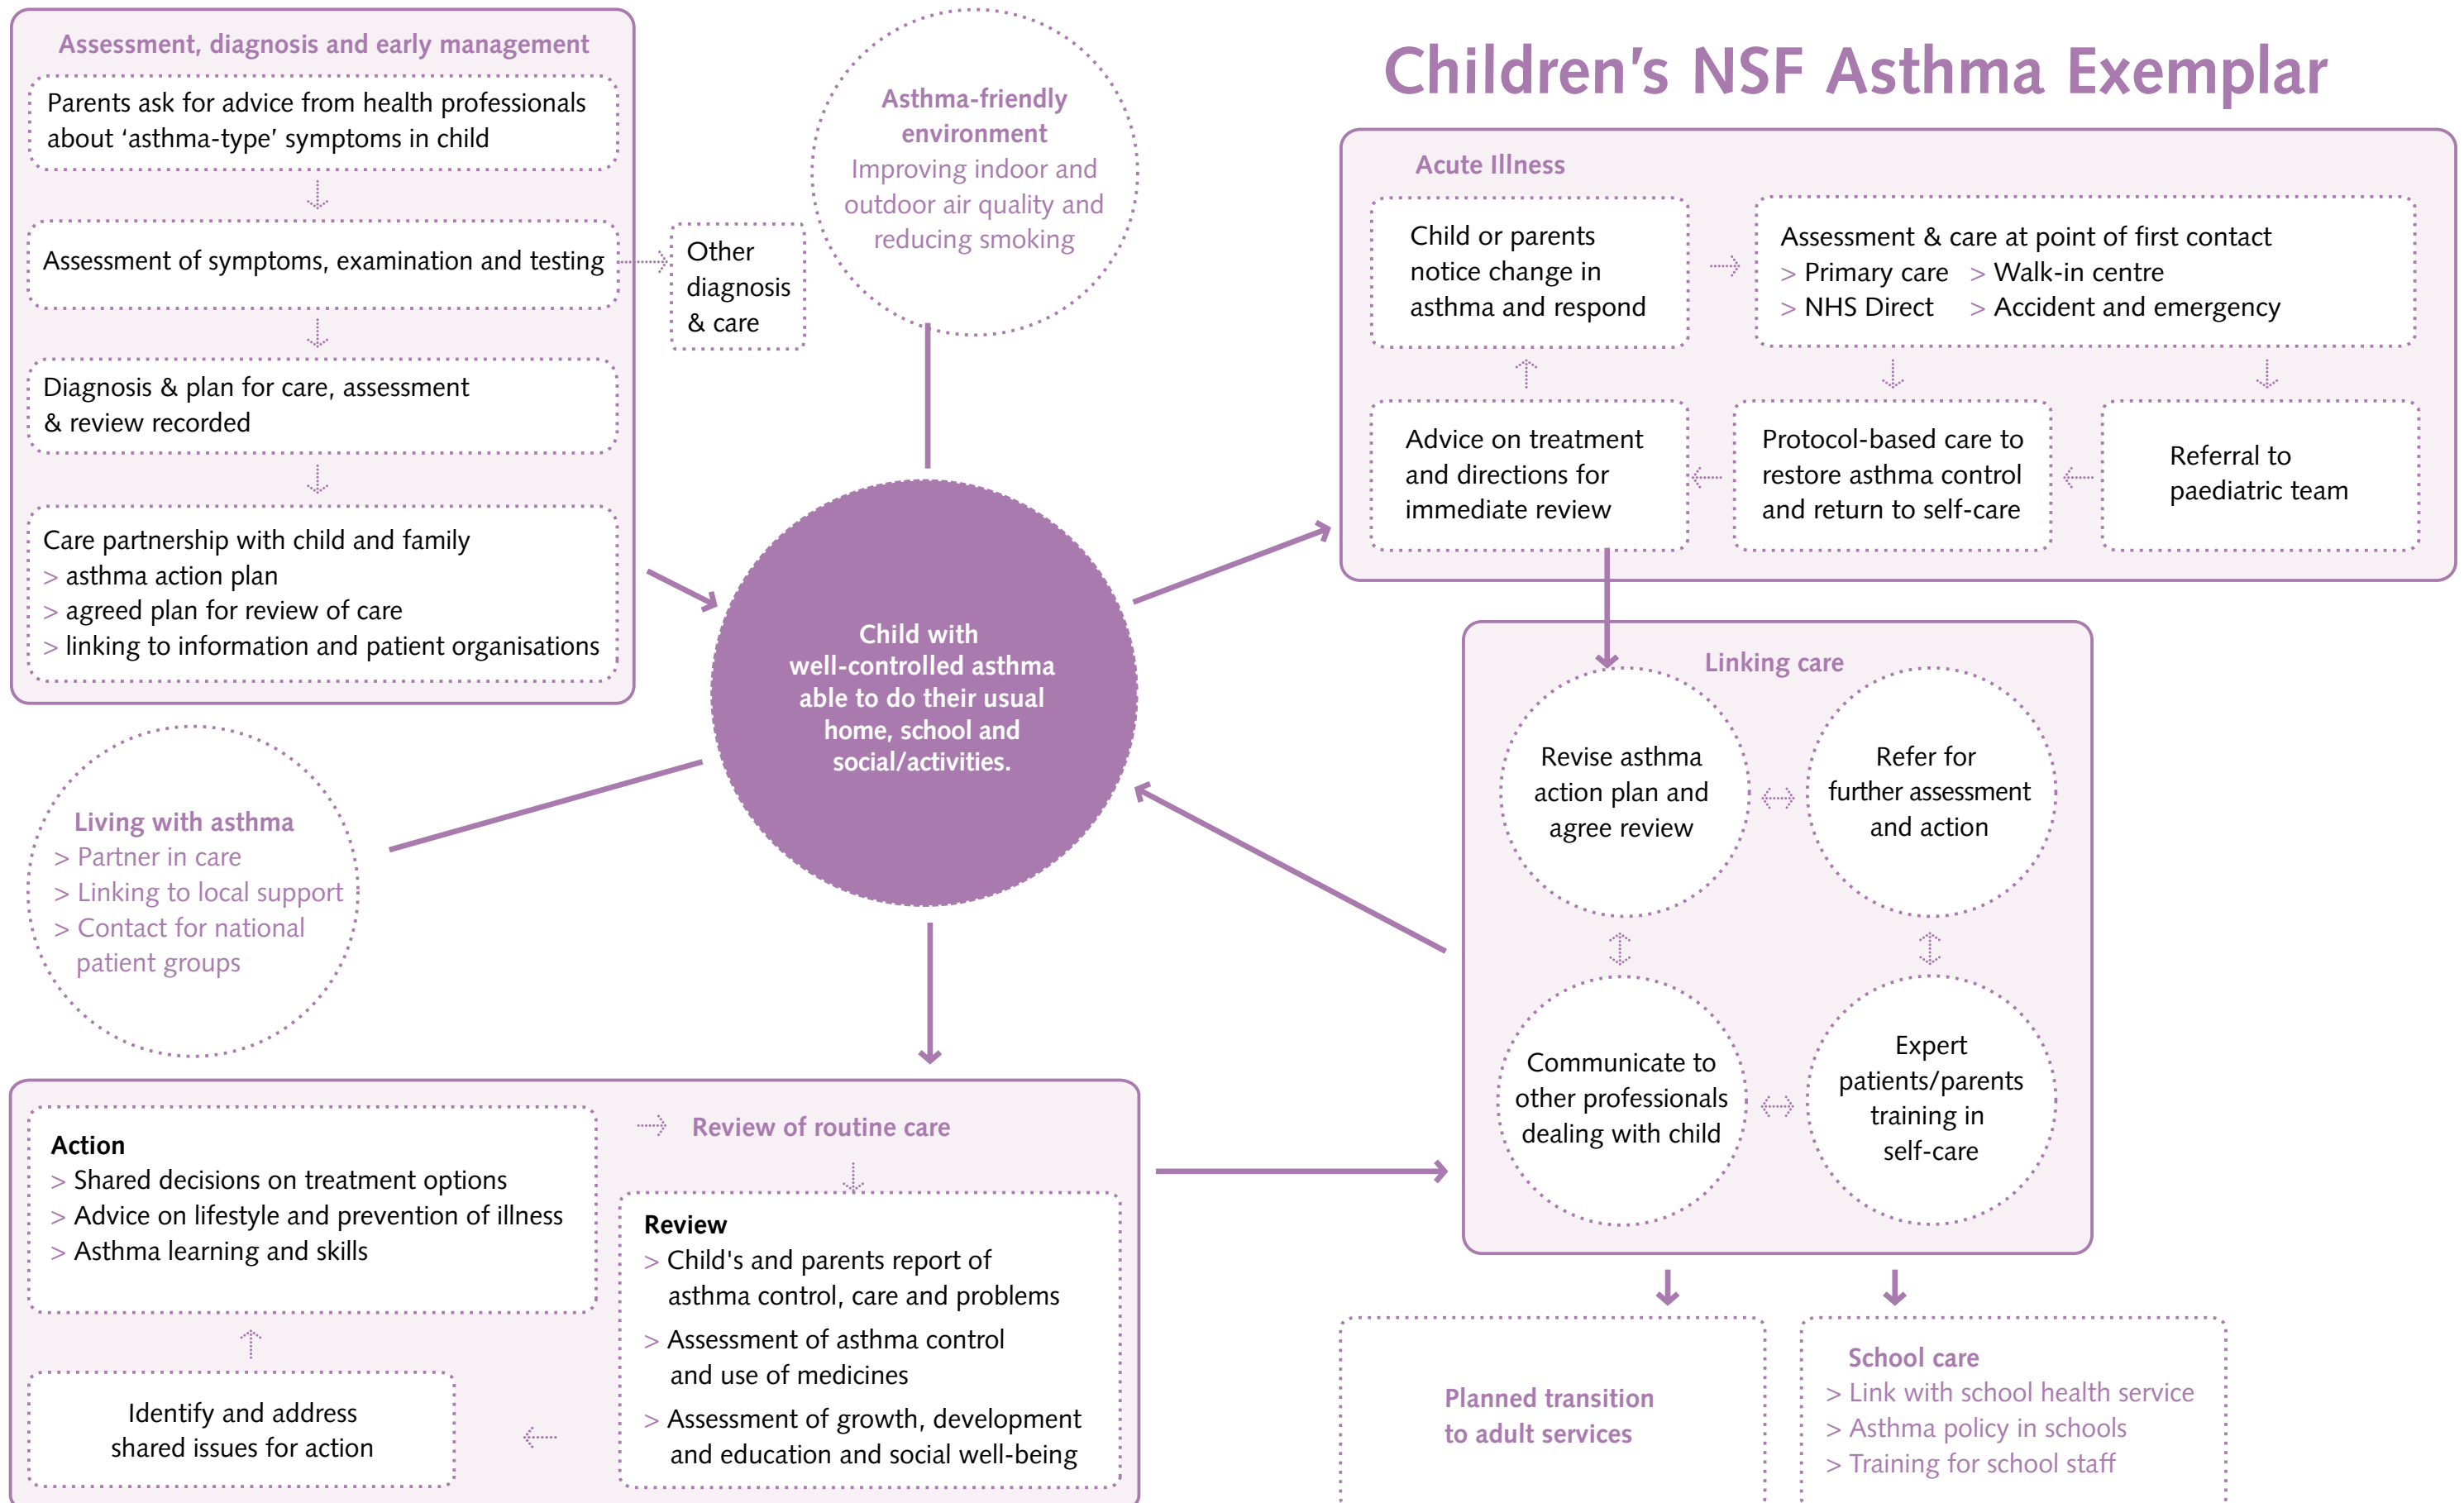 Children’s NSF Asthma Exemplar
Assessment, diagnosis and early management
Parents ask for advice from health professionals
about ‘asthma-type’ symptoms in child
Assessment of symptoms, examination and testing
Other
diagnosis
& care
Diagnosis & plan for care, assessment
& review recorded
Care partnership with child and family
> asthma action plan
> agreed plan for review of care
> linking to information and patient organisations
Asthma-friendly
environment
Improving indoor and
outdoor air quality and
reducing smoking
Acute Illness
Child or parents
notice change in
asthma and respond
Assessment & care at point of first contact
> Primary care > Walk-in centre
> NHS Direct > Accident and emergency
Advice on treatment
and directions for
immediate review
Protocol-based care to
restore asthma control
and return to self-care
Referral to
paediatric team
Child with
well-controlled asthma
able to do their usual
home, school and
social/activities.
Living with asthma
> Partner in care
> Linking to local support
> Contact for national
patient groups
Linking care
Revise asthma
action plan and
agree review
Refer for
further assessment
and action
Communicate to
other professionals
dealing with child
Expert
patients/parents
training in
self-care
Review of routine care
Action
> Shared decisions on treatment options
> Advice on lifestyle and prevention of illness
> Asthma learning and skills
Review
> Child's and parents report of
asthma control, care and problems
> Assessment of asthma control
and use of medicines
> Assessment of growth, development
and education and social well-being
Identify and address
shared issues for action
Planned transition
to adult services
School care
> Link with school health service
> Asthma policy in schools
> Training for school staff